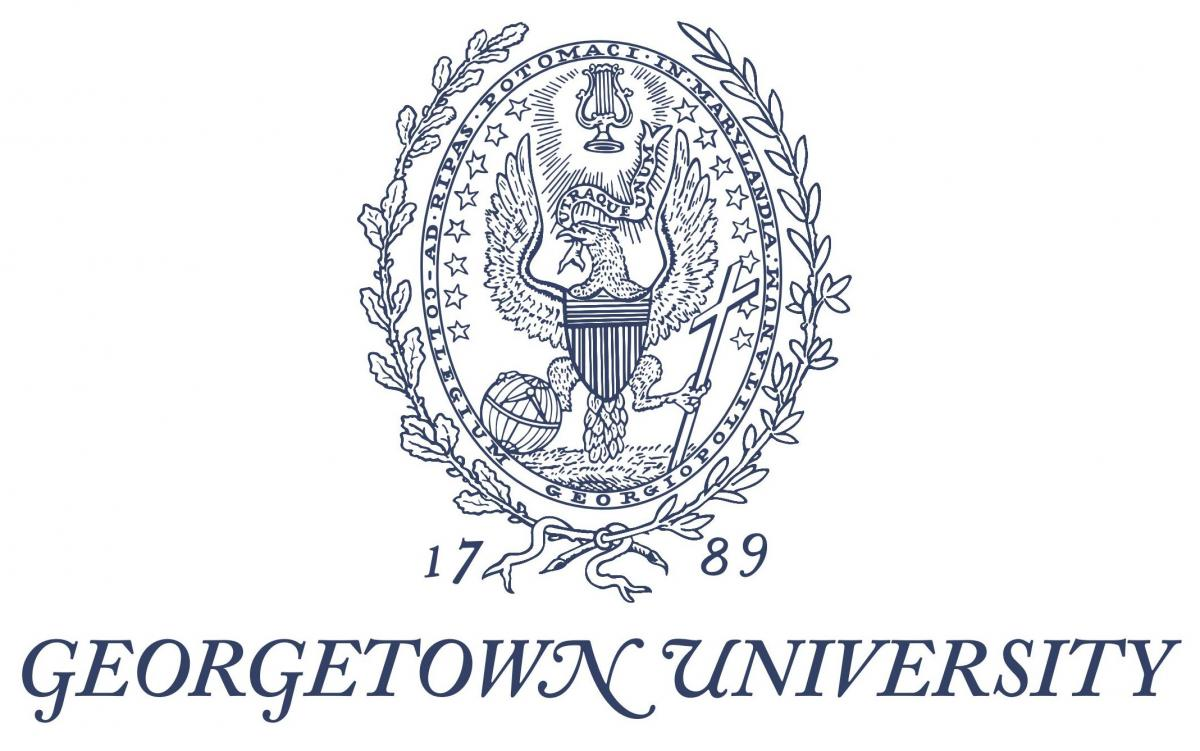 COLLEGIUM·GEORGIOPOLITANUM·AD·RIPAS·POTOMACI·IN·MARYLANDIA·
UTRAQUE UNUM
17 89
GEORGETOWN UNIVERSITY